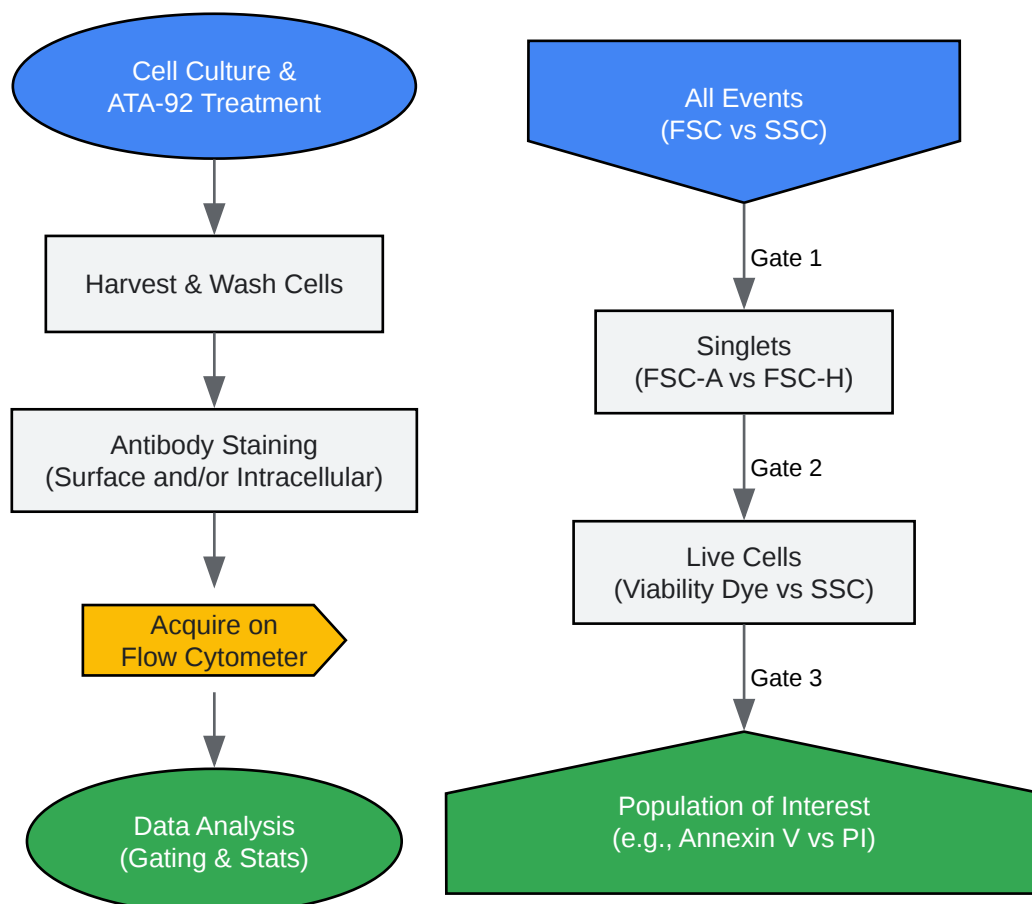 Cell Culture &
ATA-92 Treatment
Harvest & Wash Cells
Antibody Staining
(Surface and/or Intracellular)
Acquire on
Flow Cytometer
Data Analysis
(Gating & Stats)
All Events
(FSC vs SSC)
Gate 1
Singlets
(FSC-A vs FSC-H)
Gate 2
Live Cells
(Viability Dye vs SSC)
Gate 3
Population of Interest
(e.g., Annexin V vs PI)